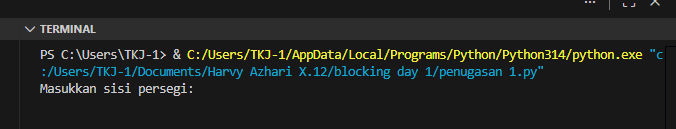 TERMINAL
PS C:\Users\TKJ-1> & C:/Users/TKJ-1/AppData/Local/Programs/Python/Python314/python.exe "c
:/Users/TKJ-1/Documents/Harvy Azhari X.12/blocking day 1/penugasan 1.py"
Masukkan sisi persegi: